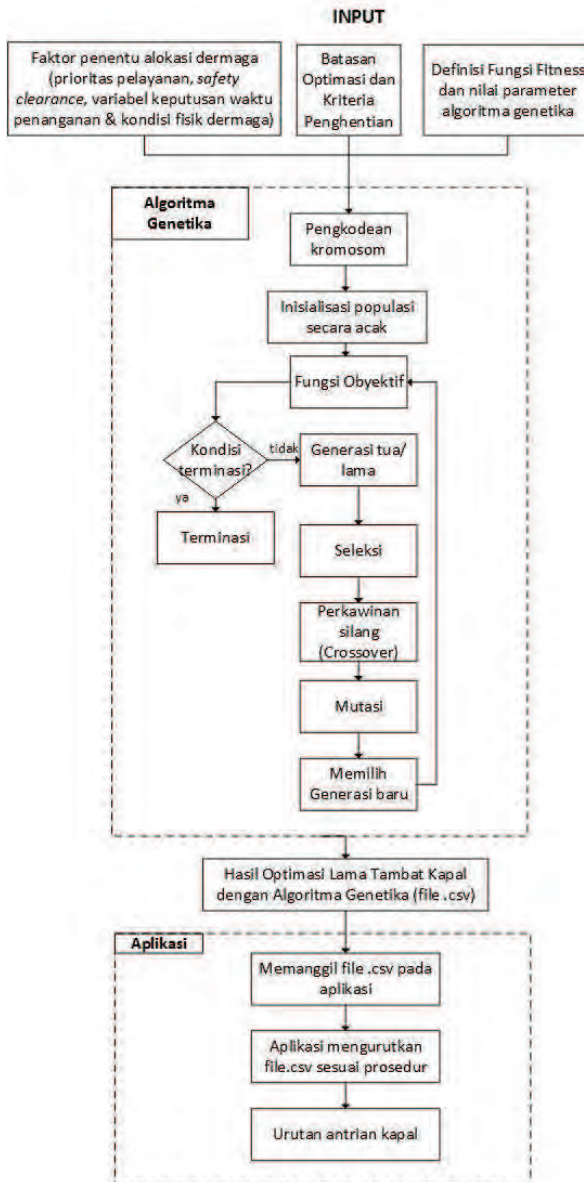 INPUT
Faktor penentu alokasi dermaga
(prioritas pelayanan, safety
clearance, variabel keputusan waktu
penanganan & kondisi fisik dermaga)
Batasan
Optimasi dan
Kriteria
Penghentian
Definisi Fungsi Fitness
dan nilai parameter
algoritma genetika
Algoritma
Genetika
Pengkodean
kromosom
Inisialisasi populasi
secara acak
Fungsi Obyektif
Kondisi
terminasi?
tidak
Generasi tua/
lama
ya
Terminasi
Seleksi
Perkawinan
silang
(Crossover)
Mutasi
Memilih
Generasi baru
Hasil Optimasi Lama Tambat Kapal
dengan Algoritma Genetika (file .csv)
Aplikasi
Memanggil file .csv pada
aplikasi
Aplikasi mengurutkan
file.csv sesuai prosedur
Urutan antrian kapal